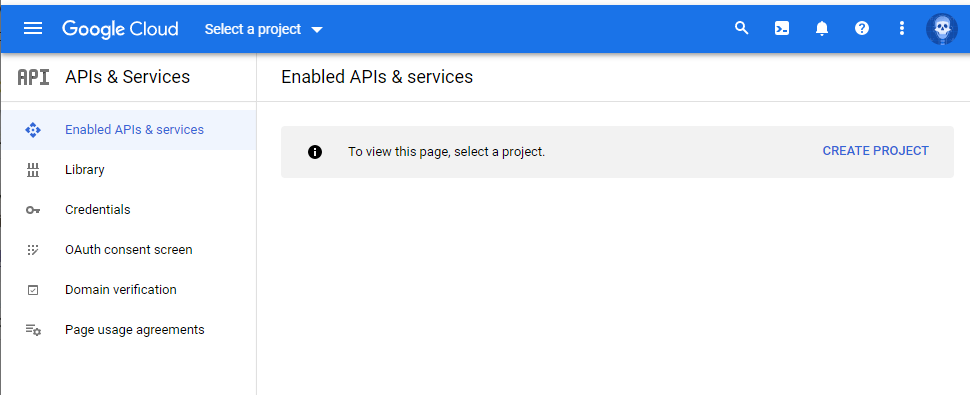 Google Cloud Select a project
API APIs & Services
Enabled APIs & services
Enabled APIs & services
Library
Credentials
OAuth consent screen
Domain verification
Page usage agreements
To view this page, select a project. CREATE PROJECT